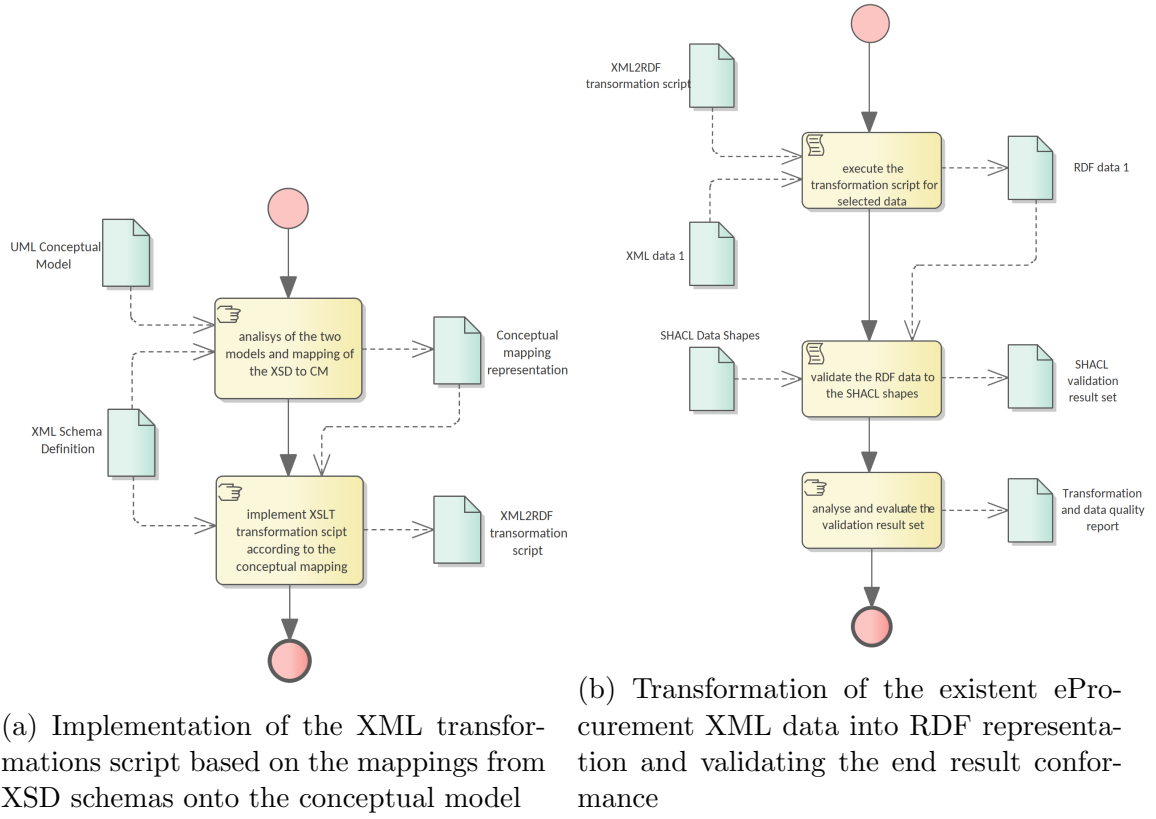 UML Conceptual
Model
analisys of the two
models and mapping of
the XSD to CM
Conceptual
mapping
representation
XML Schema
Definition
implement XSLT
transformation scipt
according to the
conceptual mapping
XML2RDF
transormation
script
(a) Implementation of the XML transfor-
mations script based on the mappings from
XSD schemas onto the conceptual model
XML2RDF
transormation script
execute the
transformation script for
selected data
RDF data 1
XML data 1
SHACL Data Shapes
validate the RDF data to
the SHACL shapes
SHACL
validation
result set
analyse and evaluate the
validation result set
Transformation
and data quality
report
(b) Transformation of the existent ePro-
curement XML data into RDF representa-
tion and validating the end result confor-
mance